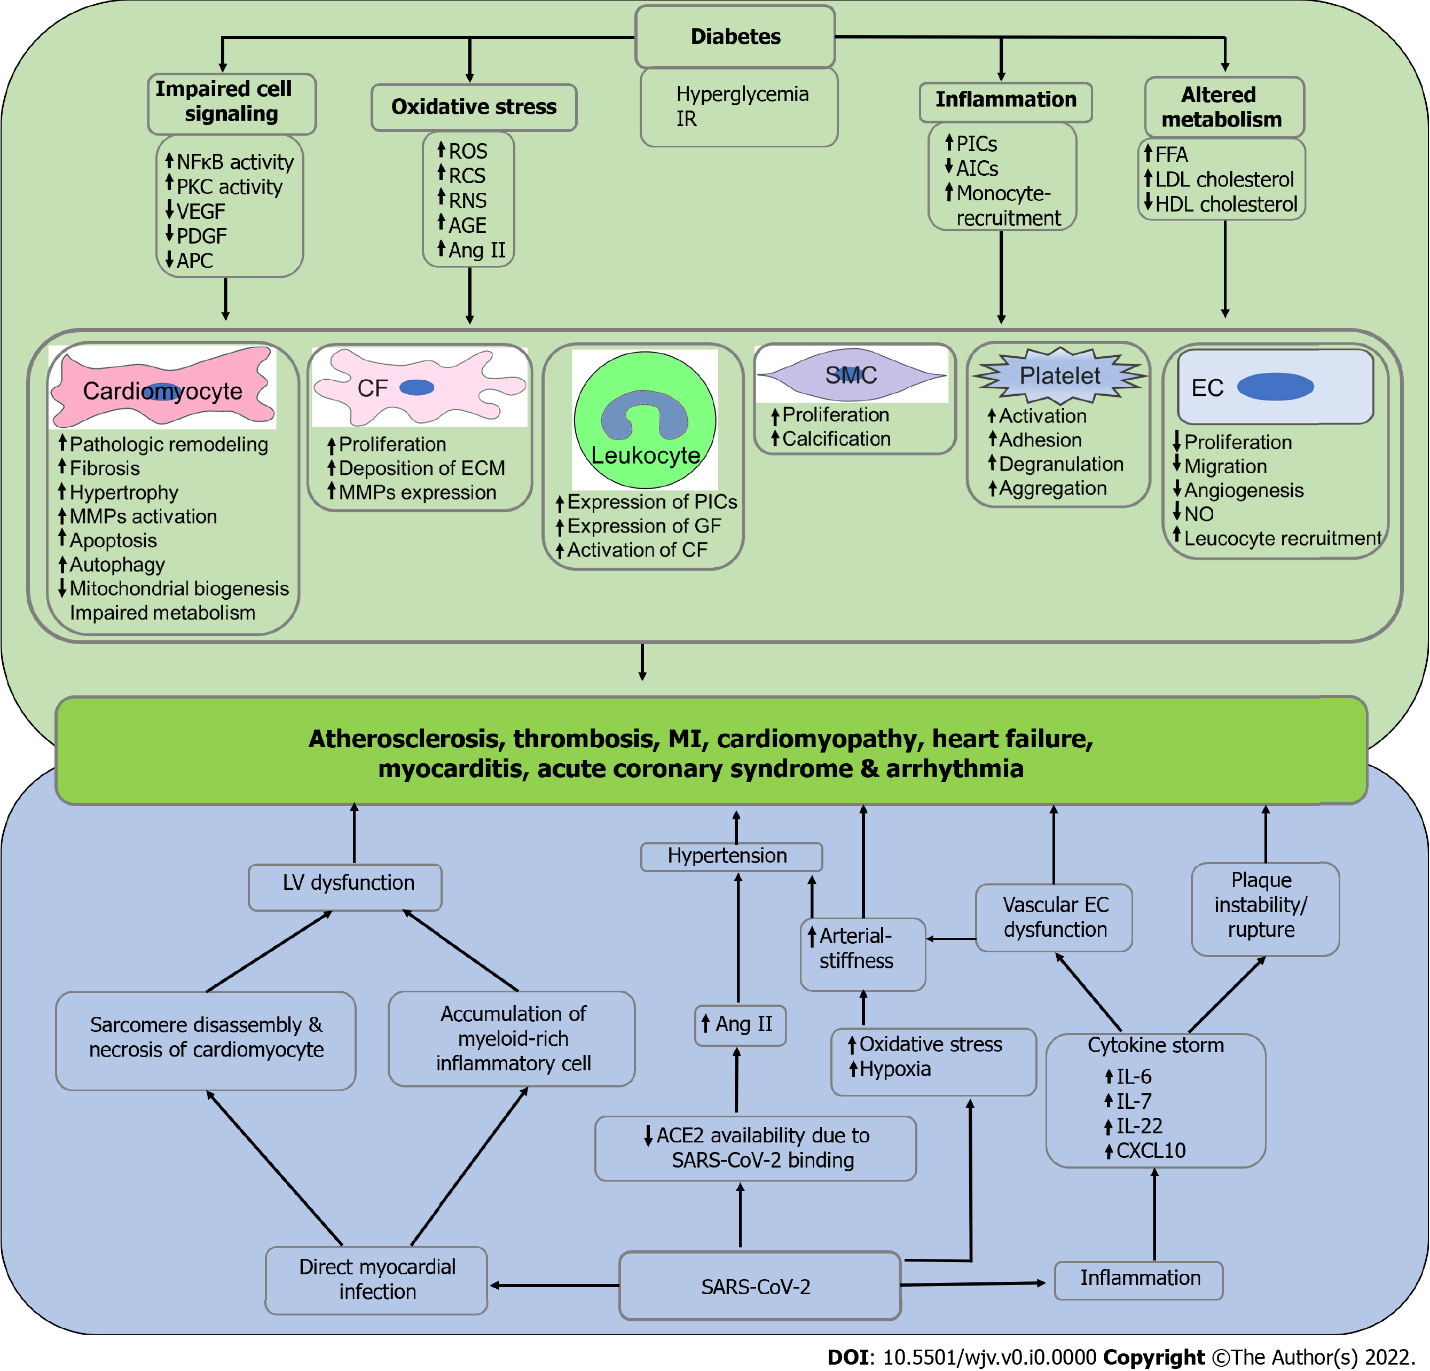 Diabetes
Hyperglycemia
IR
Impaired cell
signaling
↑NFκB activity
↑PKC activity
↓VEGF
↓PDGF
↓APC
Oxidative stress
↑ROS
↑RCS
↑RNS
↑AGE
↑Ang II
Inflammation
↑PICs
↓AICs
↑Monocyte-
recruitment
Altered
metabolism
↑FFA
↑LDL cholesterol
↓HDL cholesterol
Cardiomyocyte
↑Pathologic remodeling
↑Fibrosis
↑Hypertrophy
↑MMPs activation
↑Apoptosis
↑Autophagy
↓Mitochondrial biogenesis
Impaired metabolism
CF
↑Proliferation
↑Deposition of ECM
↑MMPs expression
Leukocyte
↑Expression of PICs
↑Expression of GF
↑Activation of CF
SMC
↑Proliferation
↑Calcification
Platelet
↑Activation
↑Adhesion
↑Degranulation
↑Aggregation
EC
↓Proliferation
↓Migration
↓Angiogenesis
↓NO
↑Leucocyte recruitment
Atherosclerosis, thrombosis, MI, cardiomyopathy, heart failure,
myocarditis, acute coronary syndrome & arrhythmia
LV dysfunction
Hypertension
↑Arterial-
stiffness
Vascular EC
dysfunction
Plaque
instability/
rupture
Sarcomere disassembly &
necrosis of cardiomyocyte
Accumulation of
myeloid-rich
inflammatory cell
↑Ang II
↑Oxidative stress
↑Hypoxia
Cytokine storm
↑IL-6
↑IL-7
↑IL-22
↑CXCL10
↓ACE2 availability due to
SARS-CoV-2 binding
Direct myocardial
infection
SARS-CoV-2
Inflammation
DOI: 10.5501/wjv.v0.i0.0000 Copyright ©The Author(s) 2022.